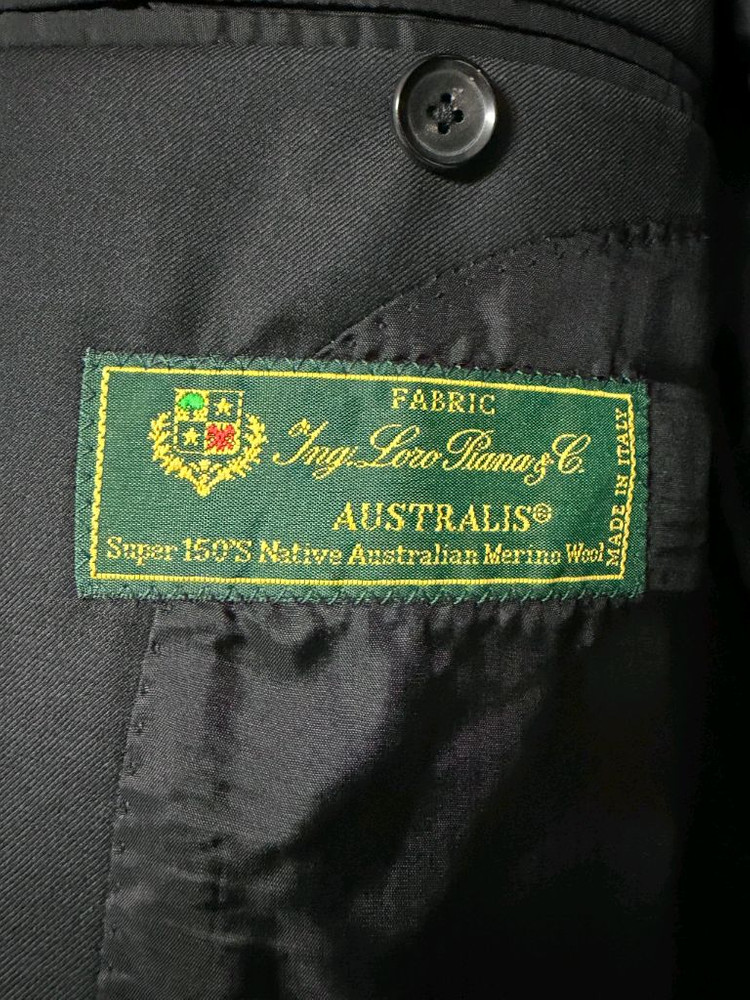 FABRIC
Ing. Loro Piana & C.
AUSTRALIS®
Super 150'S Native Australian Merino Wool
MADE IN ITALY